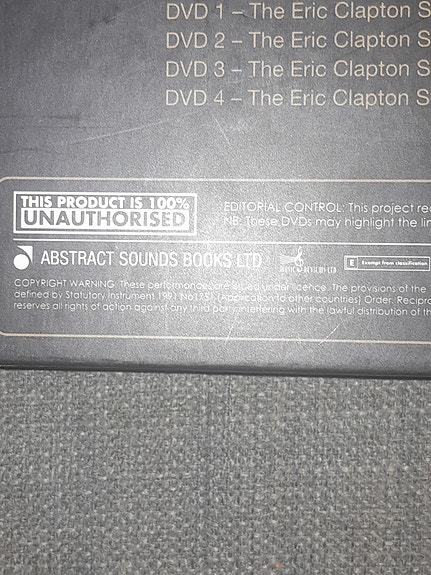 DVD 1 – The Eric Clapton S
DVD 2 – The Eric Clapton S
DVD 3 – The Eric Clapton S
DVD 4 – The Eric Clapton S
THIS PRODUCT IS 100%
UNAUTHORISED
EDITORIAL CONTROL: This project re
NB: These DVDs may highlight the lin
ABSTRACT SOUNDS BOOKS LTD
MUSIC REVIEWS LTD
E Exempt from classification
COPYRIGHT WARNING: These performances are issued under licence. The provisions of the
defined by Statutory Instrument 1991 No1751 (Application to other countries) Order. Recipro
reserves all rights of action against any third party interfering with the lawful distribution of th